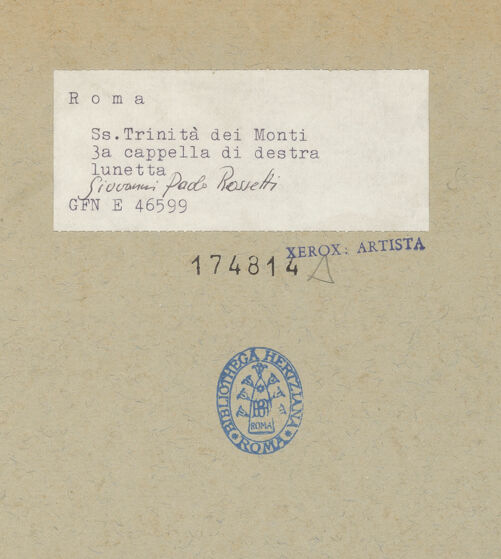 R o m a
Ss.Trinità dei Monti
3a cappella di destra
lunetta
Giovanni Paolo Rossetti
GFN E 46599
XEROX: ARTISTA
174814
BIBLIOTHECA HERTZIANA
ROMA
ROMA